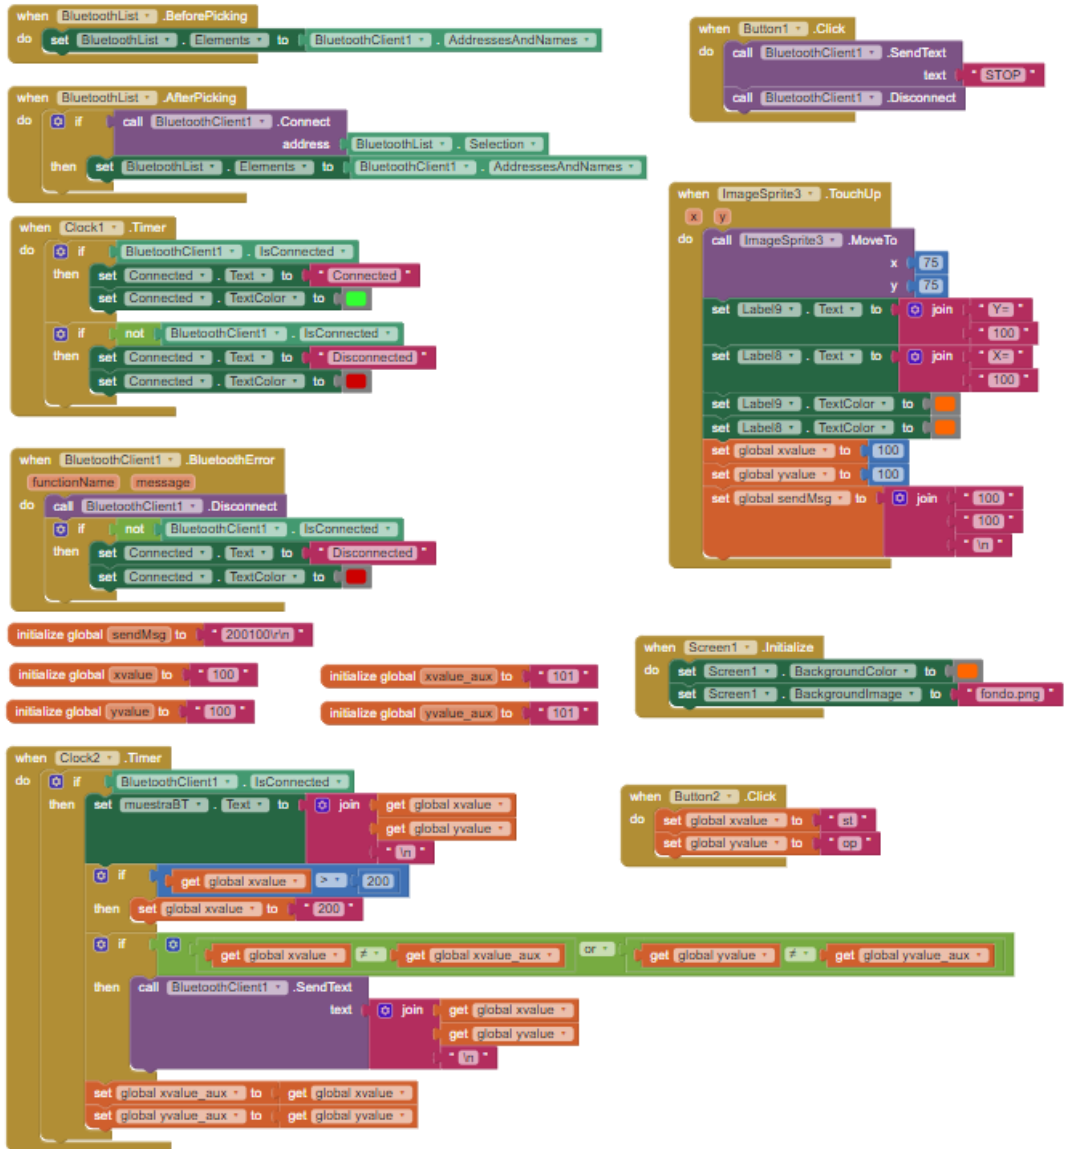 when BluetoothList .BeforePicking
do set BluetoothList . Elements to BluetoothClient1 . AddressesAndNames
when BluetoothList .AfterPicking
do if call BluetoothClient1 .Connect
address BluetoothList . Selection
then set BluetoothList . Elements to BluetoothClient1 . AddressesAndNames
when Clock1 .Timer
do if BluetoothClient1 . IsConnected
then set Connected . Text to " Connected "
set Connected . TextColor to
if not BluetoothClient1 . IsConnected
then set Connected . Text to " Disconnected "
set Connected . TextColor to
when BluetoothClient1 .BluetoothError
functionName message
do call BluetoothClient1 .Disconnect
if not BluetoothClient1 . IsConnected
then set Connected . Text to " Disconnected "
set Connected . TextColor to
initialize global sendMsg to " 200100\r\n "
initialize global xvalue to " 100 "
initialize global xvalue_aux to " 101 "
initialize global yvalue to " 100 "
initialize global yvalue_aux to " 101 "
when Clock2 .Timer
do if BluetoothClient1 . IsConnected
then set muestraBT . Text to join get global xvalue
get global yvalue
" \n "
if get global xvalue > 200
then set global xvalue to " 200 "
if get global xvalue ≠ get global xvalue_aux or get global yvalue ≠ get global yvalue_aux
then call BluetoothClient1 .SendText
text join get global xvalue
get global yvalue
" \n "
set global xvalue_aux to get global xvalue
set global yvalue_aux to get global yvalue
when Button1 .Click
do call BluetoothClient1 .SendText
text " STOP "
call BluetoothClient1 .Disconnect
when ImageSprite3 .TouchUp
x y
do call ImageSprite3 .MoveTo
x 75
y 75
set Label9 . Text to join " Y= "
" 100 "
set Label8 . Text to join " X= "
" 100 "
set Label9 . TextColor to
set Label8 . TextColor to
set global xvalue to 100
set global yvalue to 100
set global sendMsg to join " 100 "
" 100 "
" \n "
when Screen1 .Initialize
do set Screen1 . BackgroundColor to
set Screen1 . BackgroundImage to " fondo.png "
when Button2 .Click
do set global xvalue to " st "
set global yvalue to " op "